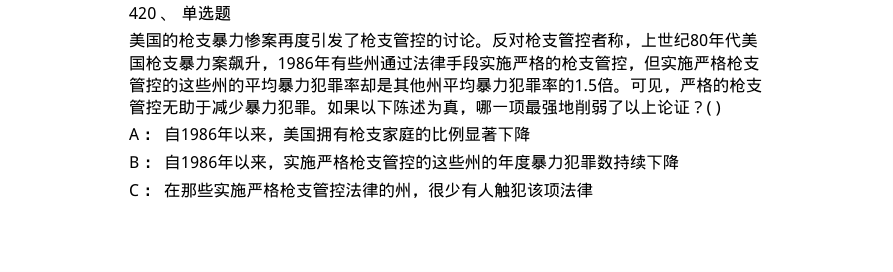 420 、 单选题
美国的枪支暴力惨案再度引发了枪支管控的讨论。反对枪支管控者称，上世纪80年代美
国枪支暴力案飙升，1986年有些州通过法律手段实施严格的枪支管控，但实施严格枪支
管控的这些州的平均暴力犯罪率却是其他州平均暴力犯罪率的1.5倍。可见，严格的枪支
管控无助于减少暴力犯罪。如果以下陈述为真，哪一项最强地削弱了以上论证？( )
A ： 自1986年以来，美国拥有枪支家庭的比例显著下降
B ： 自1986年以来，实施严格枪支管控的这些州的年度暴力犯罪数持续下降
C ： 在那些实施严格枪支管控法律的州，很少有人触犯该项法律